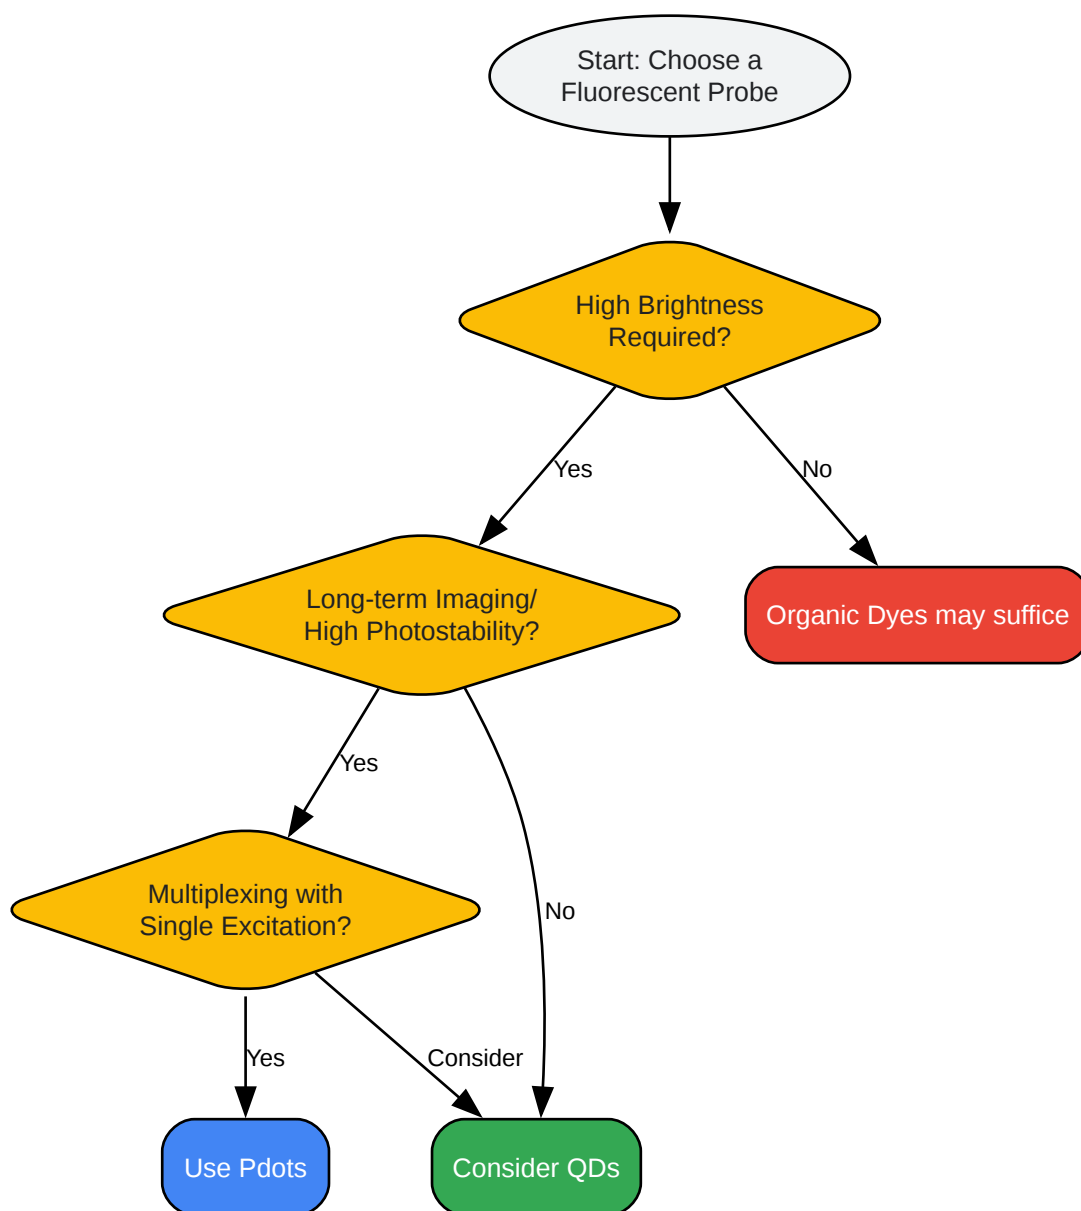 Start: Choose a
Fluorescent Probe
High Brightness
Required?
Yes
No
Long-term Imaging/
High Photostability?
Organic Dyes may suffice
Yes
No
Multiplexing with
Single Excitation?
Yes
Consider
Use Pdots
Consider QDs